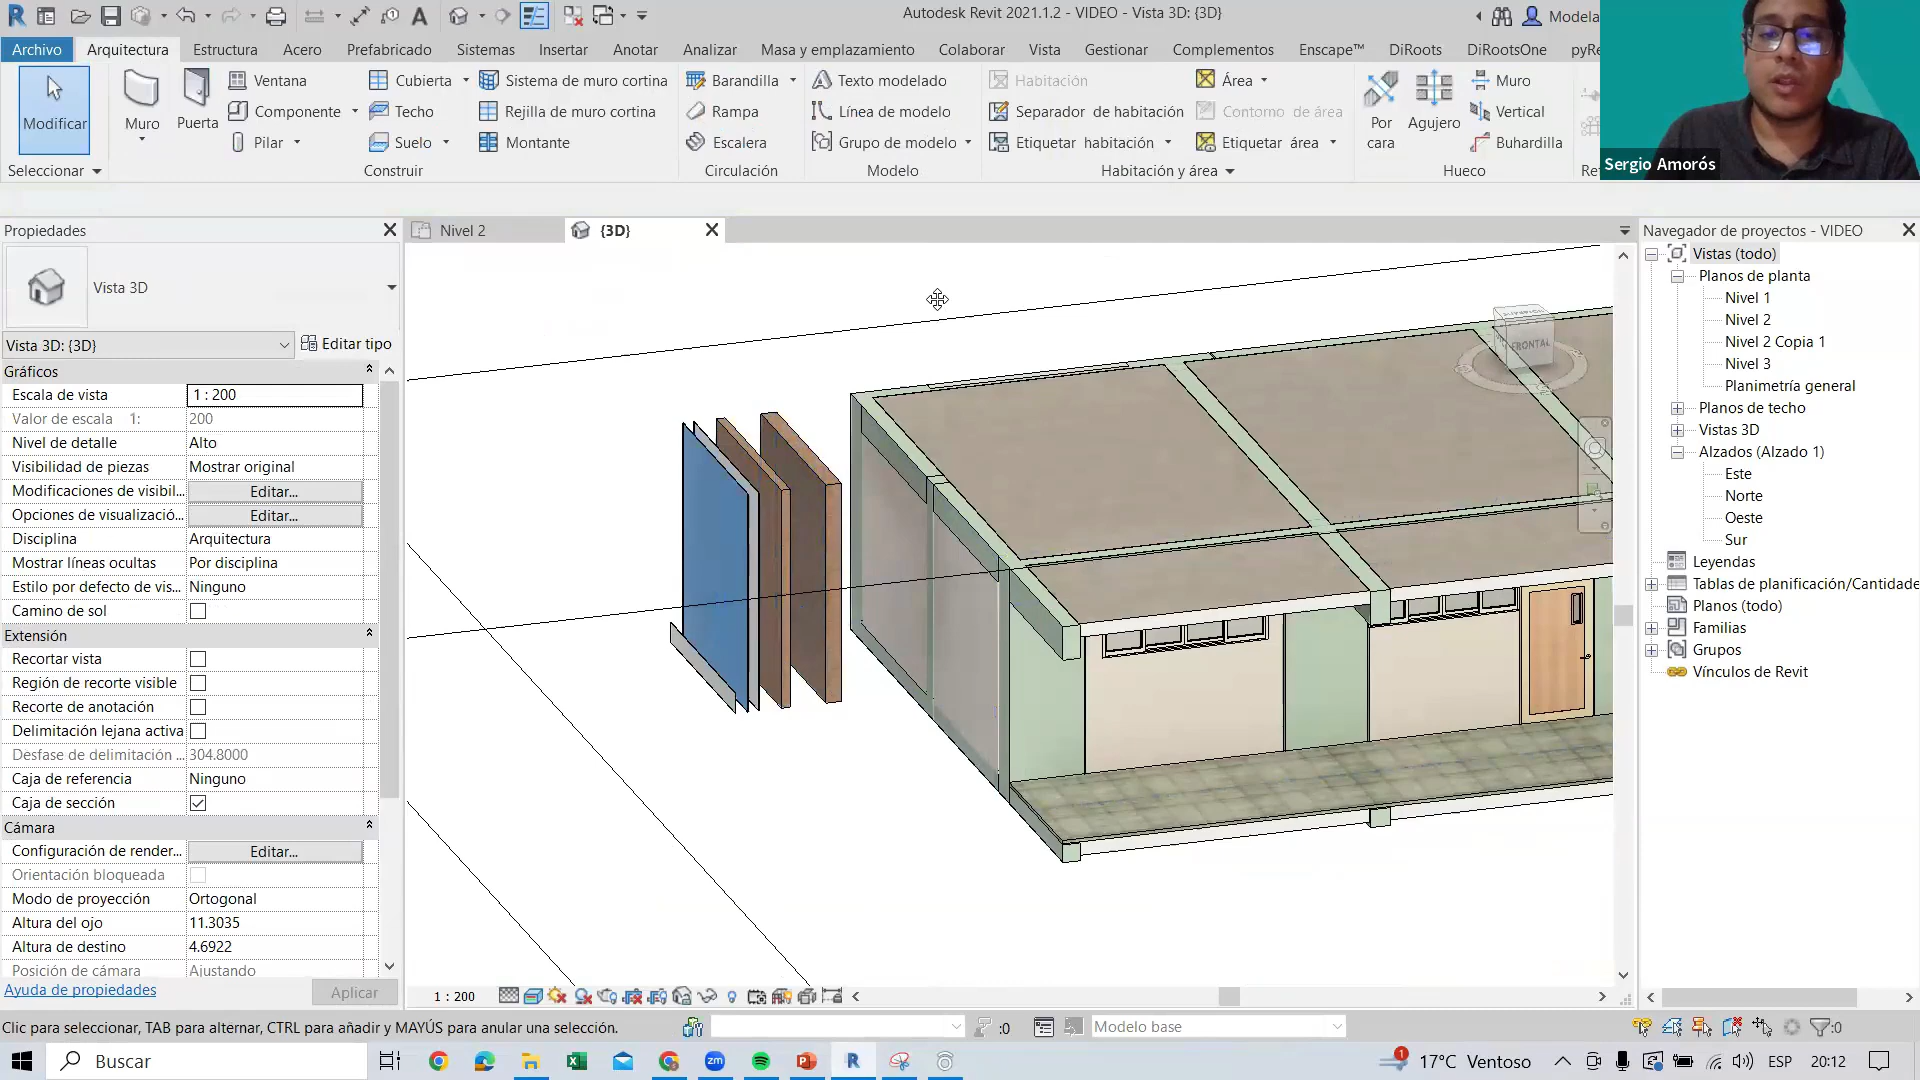 Autodesk Revit 2021.1.2 - VIDEO - Vista 3D: {3D}
Modela
Archivo Arquitectura Estructura Acero Prefabricado Sistemas Insertar Anotar Analizar Masa y emplazamiento Colaborar Vista Gestionar Complementos Enscape™ DiRoots DiRootsOne pyRe
Modificar
Muro
Puerta
Ventana
Componente
Pilar
Cubierta
Techo
Suelo
Sistema de muro cortina
Rejilla de muro cortina
Montante
Barandilla
Rampa
Escalera
Texto modelado
Línea de modelo
Grupo de modelo
Habitación
Separador de habitación
Etiquetar habitación
Área
Contorno de área
Etiquetar área
Por cara
Agujero
Muro
Vertical
Buhardilla
Seleccionar Construir Circulación Modelo Habitación y área Hueco Re
Sergio Amorós
Propiedades
Vista 3D
Vista 3D: {3D} Editar tipo
Gráficos
Escala de vista 1 : 200
Valor de escala 1: 200
Nivel de detalle Alto
Visibilidad de piezas Mostrar original
Modificaciones de visibil... Editar...
Opciones de visualizació... Editar...
Disciplina Arquitectura
Mostrar líneas ocultas Por disciplina
Estilo por defecto de vis... Ninguno
Camino de sol
Extensión
Recortar vista
Región de recorte visible
Recorte de anotación
Delimitación lejana activa
Desfase de delimitación ... 304.8000
Caja de referencia Ninguno
Caja de sección
Cámara
Configuración de render... Editar...
Orientación bloqueada
Modo de proyección Ortogonal
Altura del ojo 11.3035
Altura de destino 4.6922
Posición de cámara Ajustando
Ayuda de propiedades Aplicar
Nivel 2 {3D}
FRONTAL
1 : 200
Navegador de proyectos - VIDEO
Vistas (todo)
Planos de planta
Nivel 1
Nivel 2
Nivel 2 Copia 1
Nivel 3
Planimetría general
Planos de techo
Vistas 3D
Alzados (Alzado 1)
Este
Norte
Oeste
Sur
Leyendas
Tablas de planificación/Cantidade
Planos (todo)
Familias
Grupos
Vínculos de Revit
Clic para seleccionar, TAB para alternar, CTRL para añadir y MAYÚS para anular una selección.
:0
Modelo base
:0
Buscar
1
17°C Ventoso
ESP
20:12